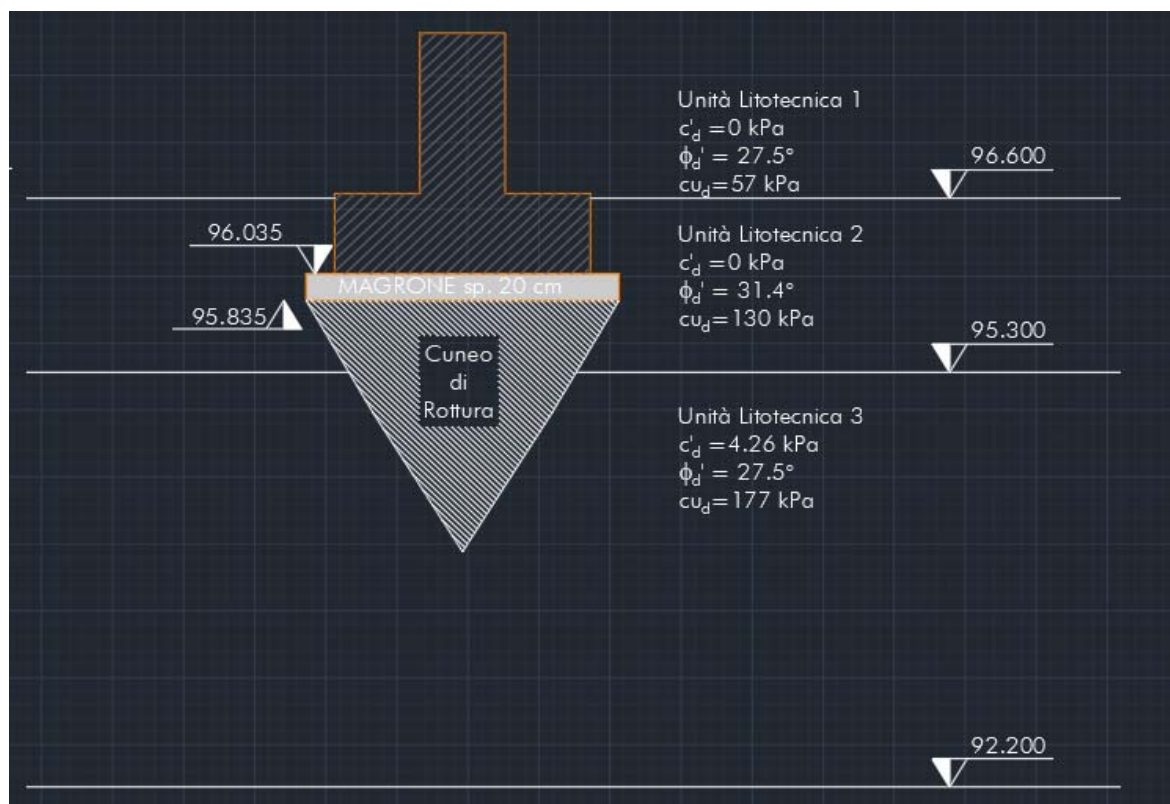 Unità Litotecnica 1
c'd =0 kPa
ϕd' = 27.5°
cud=57 kPa
96.600
96.035
Unità Litotecnica 2
c'd =0 kPa
ϕd' = 31.4°
cud=130 kPa
MAGRONE sp. 20 cm
95.835
95.300
Cuneo
di
Rottura
Unità Litotecnica 3
c'd =4.26 kPa
ϕd' = 27.5°
cud=177 kPa
92.200